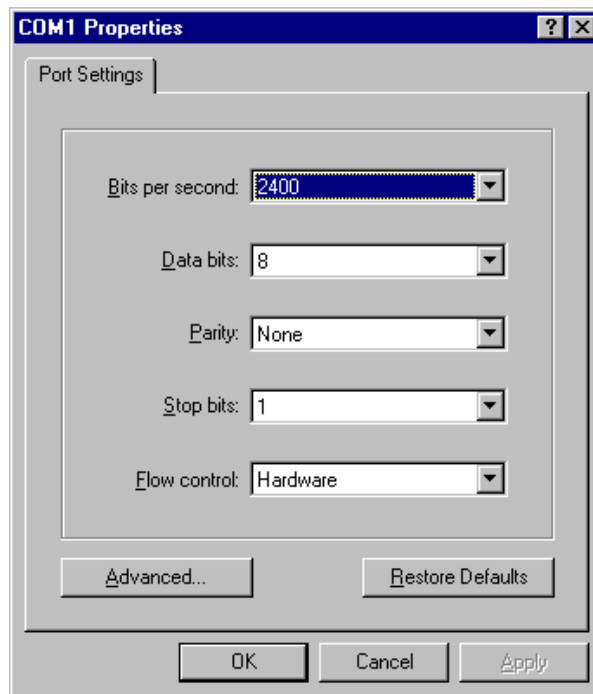 COM1 Properties
Port Settings
Bits per second: 2400
Data bits: 8
Parity: None
Stop bits: 1
Flow control: Hardware
Advanced... Restore Defaults
OK Cancel Apply